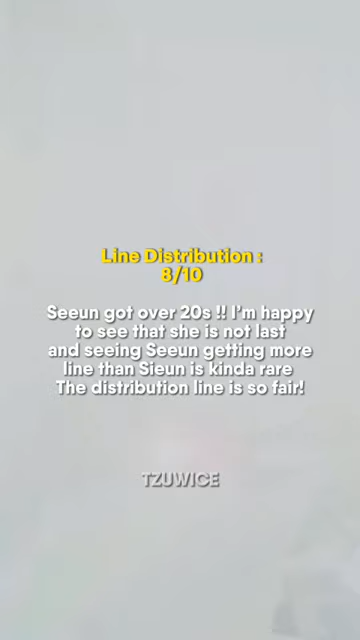 Line Distribution :
8/10
Seeun got over 20s !! I'm happy
to see that she is not last
and seeing Seeun getting more
line than Sieun is kinda rare
The distribution line is so fair!
TZUWICE